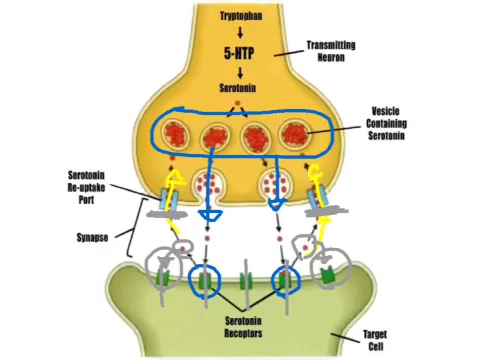 Tryptophan
5-HTP
Transmitting
Neuron
Serotonin
Vesicle
Containing
Serotonin
Serotonin
Re-uptake
Port
Synapse
Serotonin
Receptors
Target
Cell